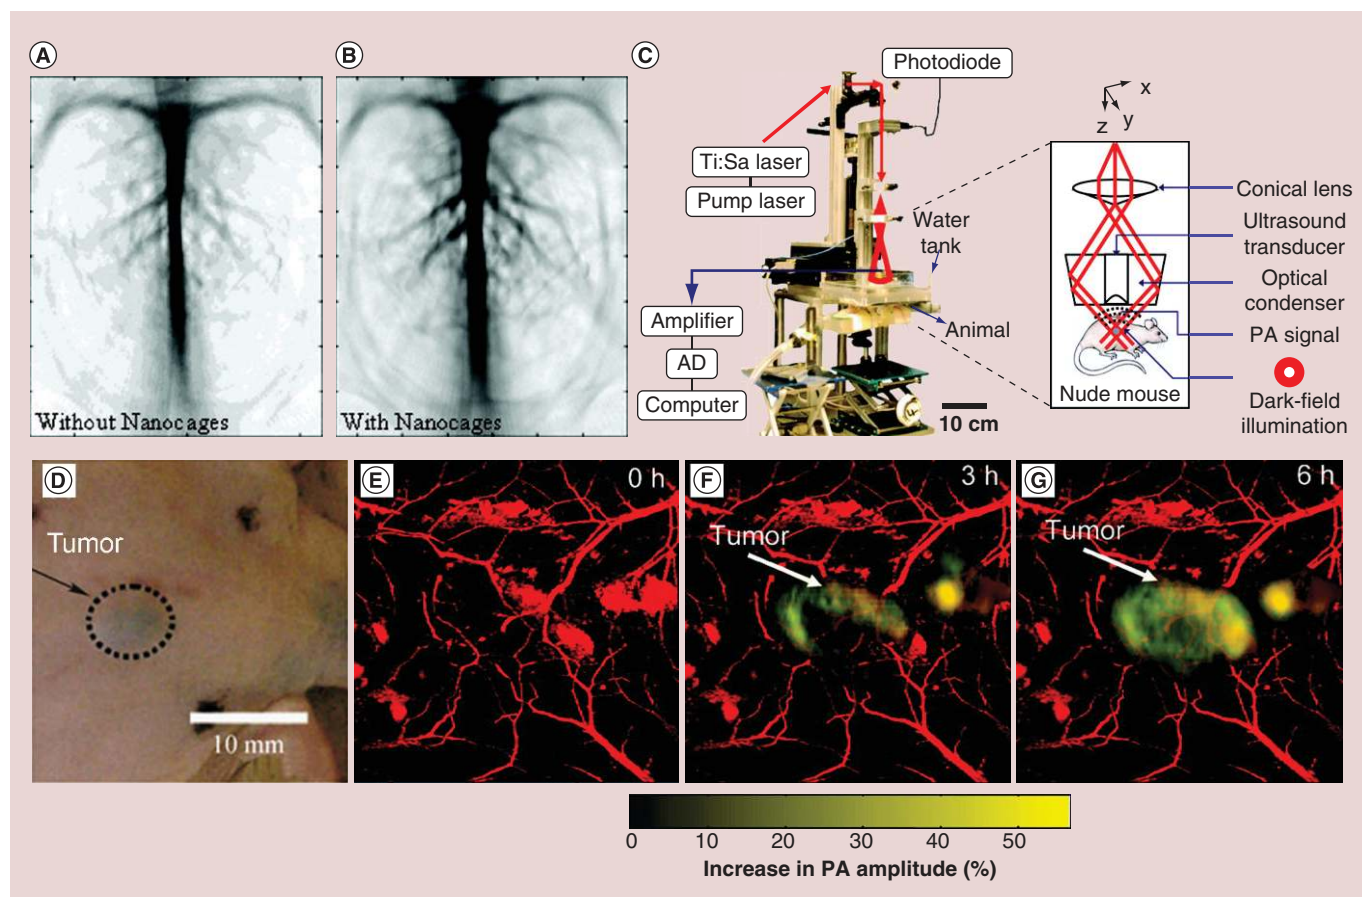 A
B
C
Without Nanocages
With Nanocages
Photodiode
Ti:Sa laser
Pump laser
Water
tank
Amplifier
AD
Computer
Animal
10 cm
x
y
z
Conical lens
Ultrasound
transducer
Optical
condenser
PA signal
Dark-field
illumination
Nude mouse
D
Tumor
10 mm
E
0 h
F
3 h
Tumor
G
6 h
Tumor
0 10 20 30 40 50
Increase in PA amplitude (%)